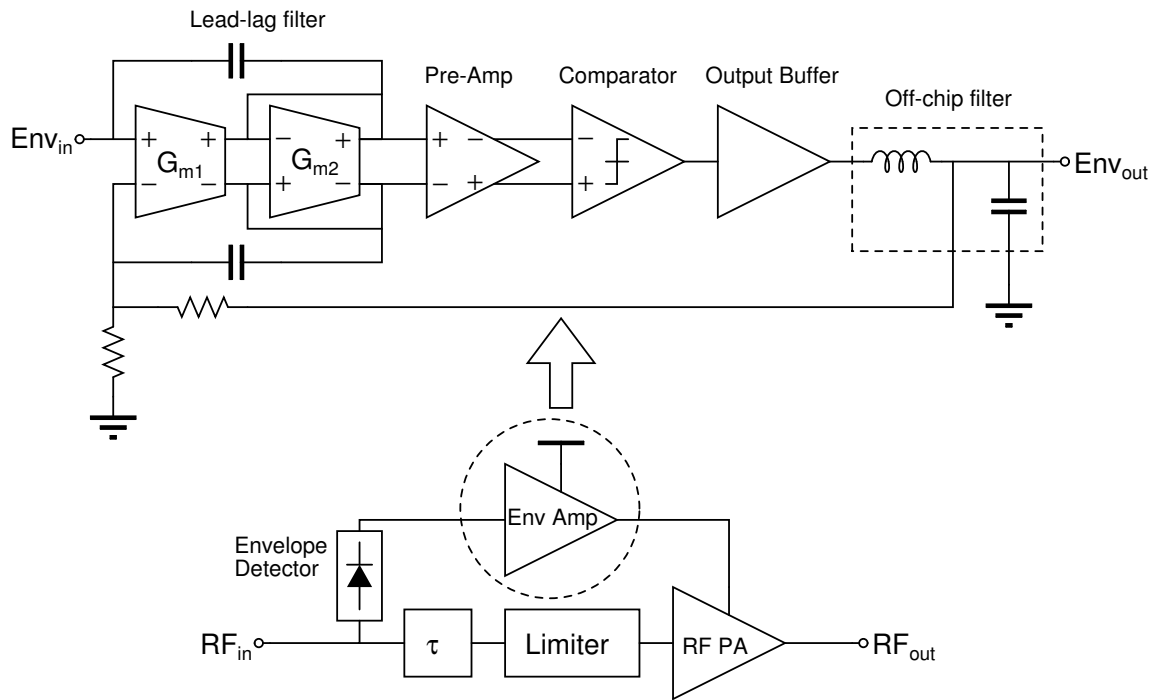 Lead-lag filter
Pre-Amp
Comparator
Output Buffer
Off-chip filter
Env_in
+ +
− −
G_m1
− +
+ −
G_m2
+ −
− +
−
+
Env_out
Env Amp
Envelope
Detector
RF_in
τ
Limiter
RF PA
RF_out